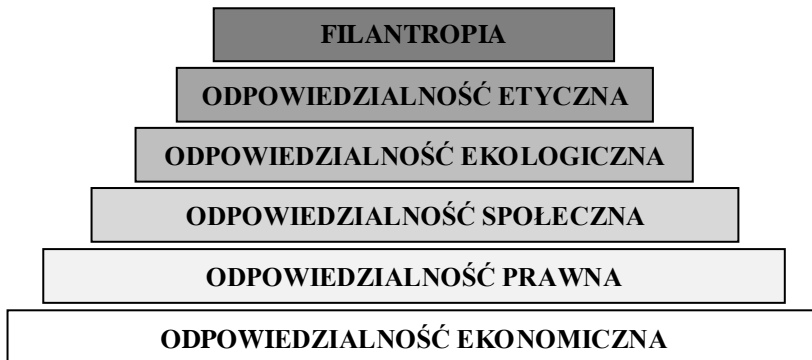 FILANTROPIA
ODPOWIEDZIALNOŚĆ ETYCZNA
ODPOWIEDZIALNOŚĆ EKOLOGICZNA
ODPOWIEDZIALNOŚĆ SPOŁECZNA
ODPOWIEDZIALNOŚĆ PRAWNA
ODPOWIEDZIALNOŚĆ EKONOMICZNA